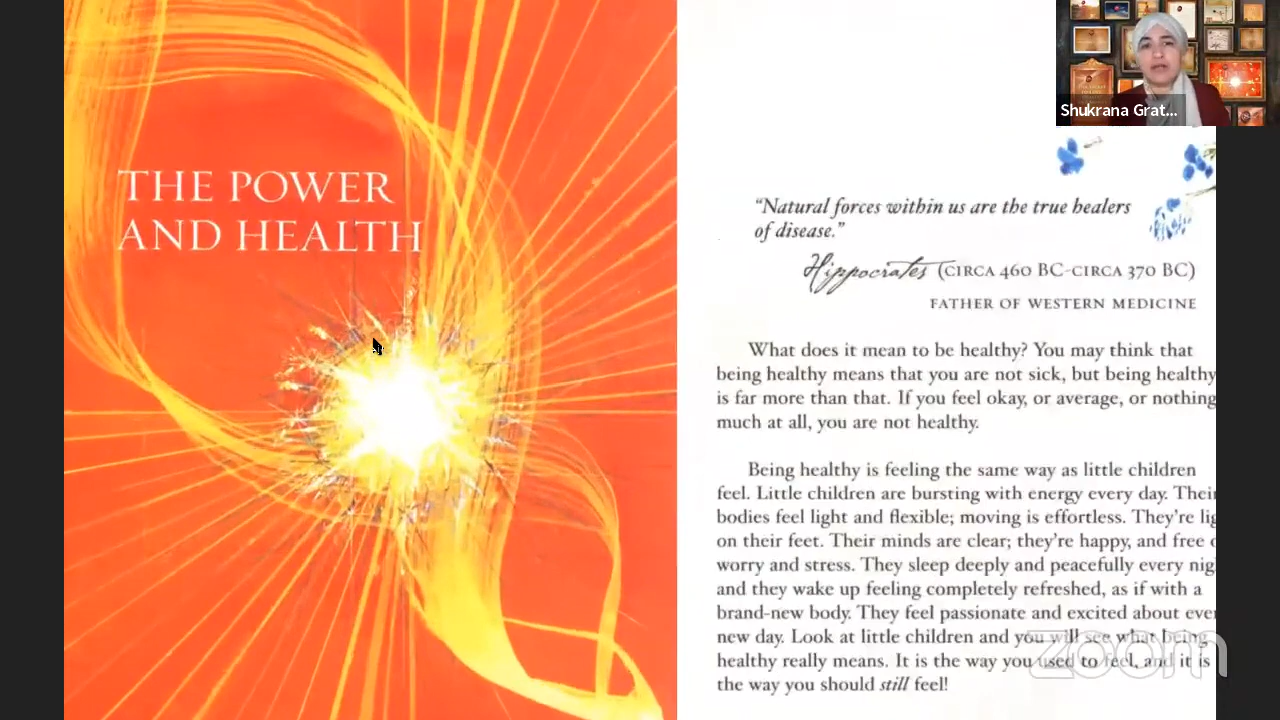 THE POWER
AND HEALTH
Shukrana Grat...
“Natural forces within us are the true healers
of disease.”
Hippocrates (CIRCA 460 BC-CIRCA 370 BC)
FATHER OF WESTERN MEDICINE
What does it mean to be healthy? You may think that
being healthy means that you are not sick, but being healthy
is far more than that. If you feel okay, or average, or nothing
much at all, you are not healthy.
Being healthy is feeling the same way as little children
feel. Little children are bursting with energy every day. Their
bodies feel light and flexible; moving is effortless. They're lig
on their feet. Their minds are clear; they're happy, and free o
worry and stress. They sleep deeply and peacefully every nig
and they wake up feeling completely refreshed, as if with a
brand-new body. They feel passionate and excited about ever
new day. Look at little children and you will see what being
healthy really means. It is the way you used to feel, and it is
the way you should still feel!
zoom